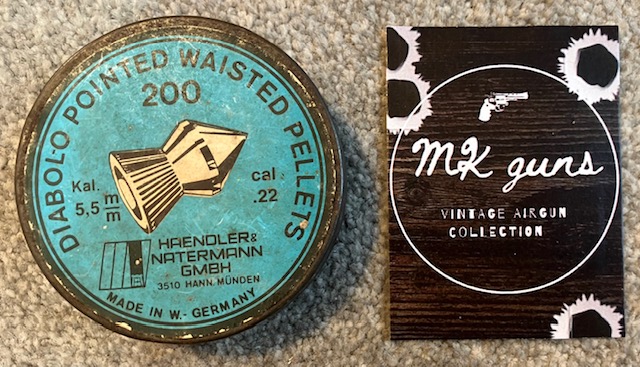 DIABOLO POINTED WAISTED PELLETS
200
Kal. 5,5 m/m
cal .22
HAENDLER &
NATERMANN
GMBH
3510 HANN. MÜNDEN
MADE IN W.- GERMANY
MK guns
VINTAGE AIRGUN
COLLECTION